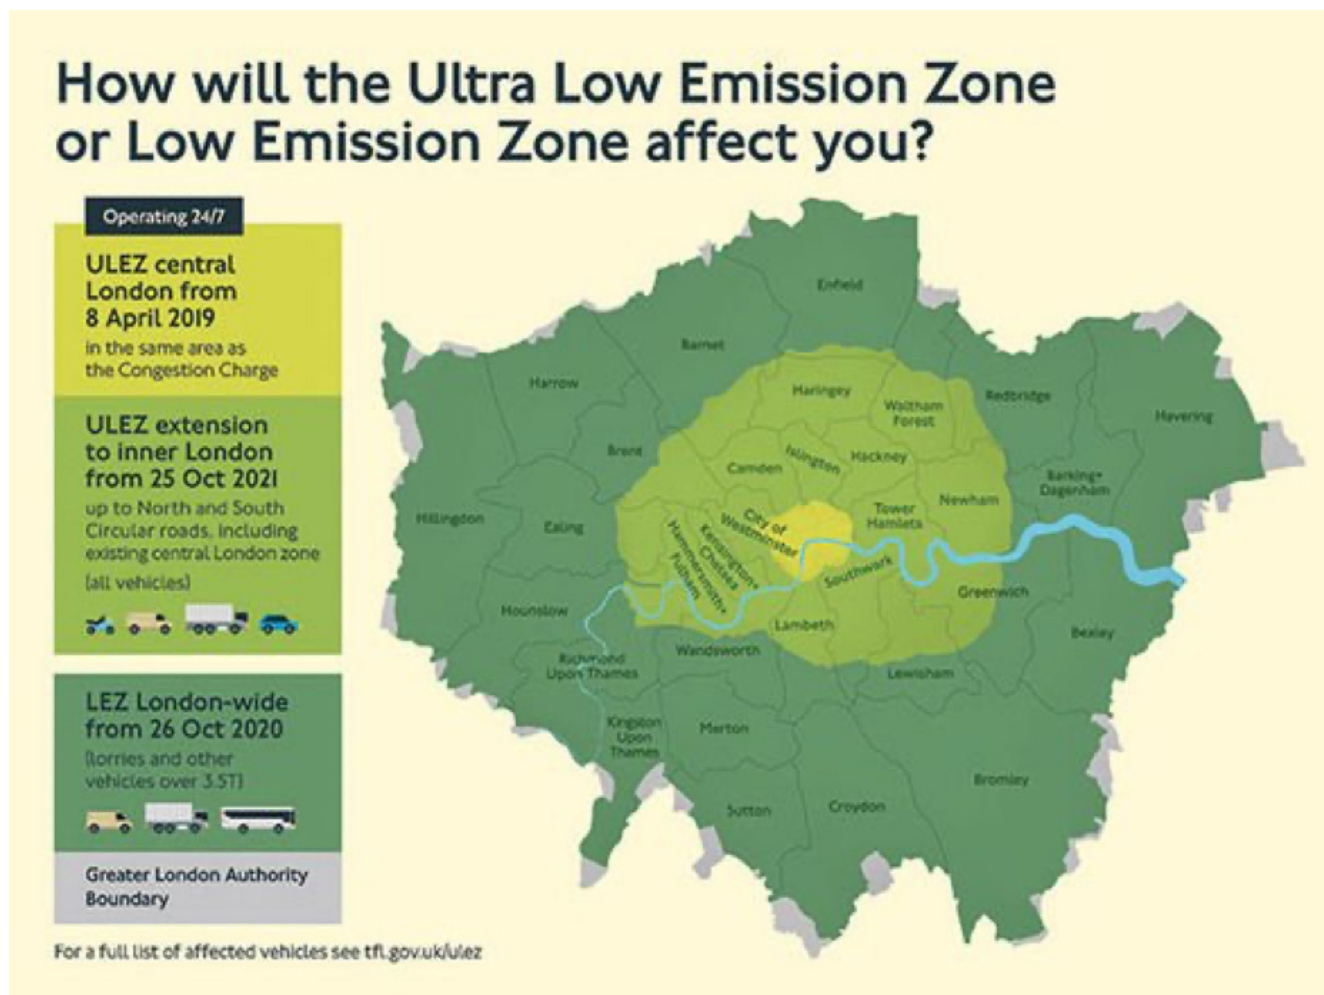 How will the Ultra Low Emission Zone
or Low Emission Zone affect you?
Operating 24/7
ULEZ central
London from
8 April 2019
in the same area as
the Congestion Charge
ULEZ extension
to inner London
from 25 Oct 2021
up to North and South
Circular roads, including
existing central London zone
(all vehicles)
LEZ London-wide
from 26 Oct 2020
(lorries and other
vehicles over 3.5T)
Greater London Authority
Boundary
For a full list of affected vehicles see tfl.gov.uk/ulez
Enfield
Barnet
Harrow
Haringey
Waltham
Forest
Redbridge
Havering
Brent
Camden
Islington
Hackney
Barking+
Dagenham
Hillingdon
Ealing
City of
Westminster
Tower
Hamlets
Newham
Hammersmith+
Fulham
Kensington+
Chelsea
Southwark
Greenwich
Hounslow
Lambeth
Bexley
Richmond
Upon Thames
Wandsworth
Lewisham
Kingston
Upon
Thames
Merton
Bromley
Sutton
Croydon